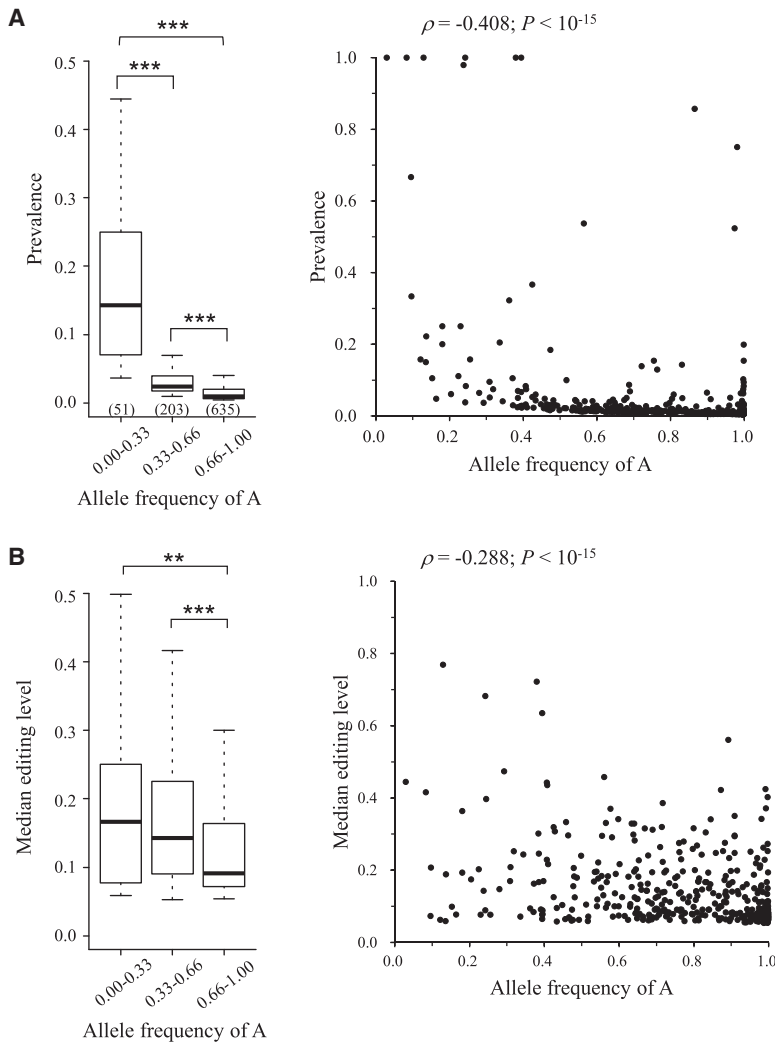 A
ρ = -0.408; P < 10-15
***
***
***
0.5
0.4
0.3
0.2
0.1
0.0
Prevalence
(51) (203) (635)
0.00-0.33 0.33-0.66 0.66-1.00
Allele frequency of A
1.0
0.8
0.6
0.4
0.2
0.0
Prevalence
0.0 0.2 0.4 0.6 0.8 1.0
Allele frequency of A
B
ρ = -0.288; P < 10-15
**
***
0.5
0.4
0.3
0.2
0.1
0.0
Median editing level
0.00-0.33 0.33-0.66 0.66-1.00
Allele frequency of A
1.0
0.8
0.6
0.4
0.2
0.0
Median editing level
0.0 0.2 0.4 0.6 0.8 1.0
Allele frequency of A